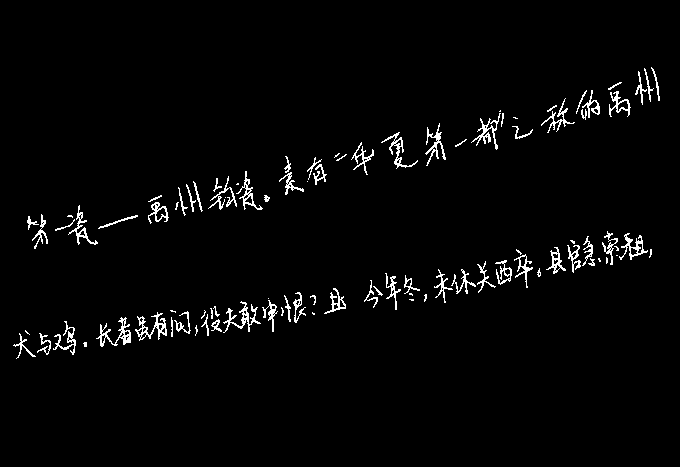 第一瓷——禹州钧瓷。素有“华夏第一都”之称的禹州
犬与鸡。长者虽有问,役夫敢申恨?且 今年冬,未休关西卒。县官急索租,